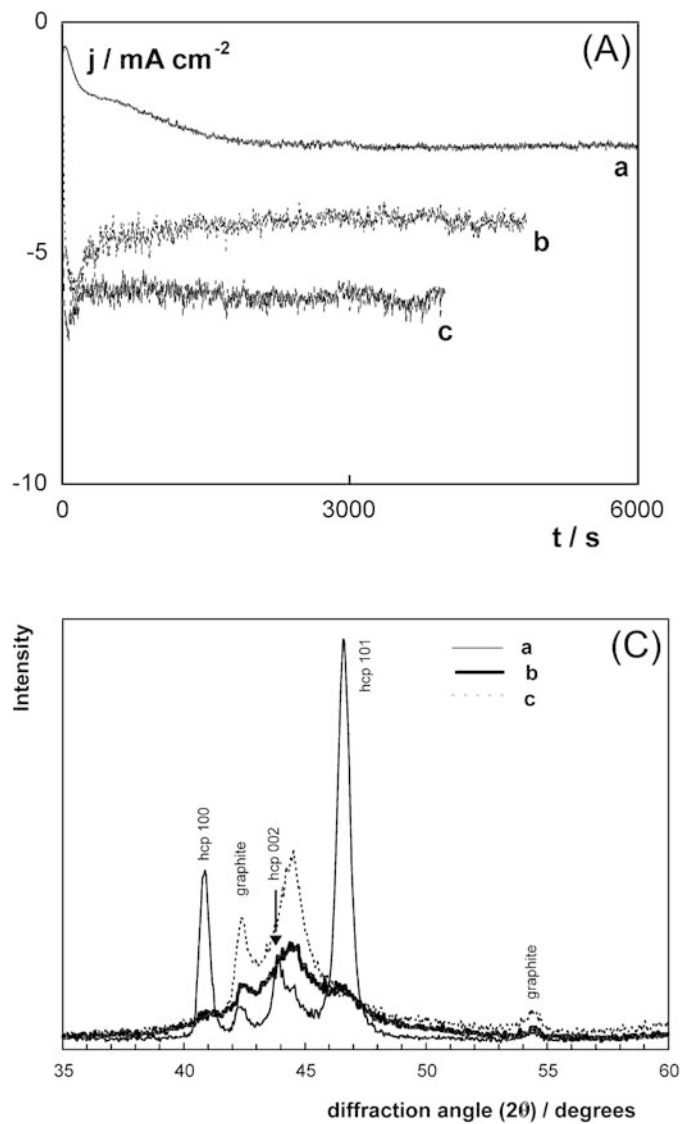 0
j / mA cm⁻²
(A)
a
-5
b
c
-10
0
3000
6000
t / s
(C)
Intensity
hcp 100
graphite
hcp 002
hcp 101
a
b
c
graphite
35
40
45
50
55
60
diffraction angle (2θ) / degrees